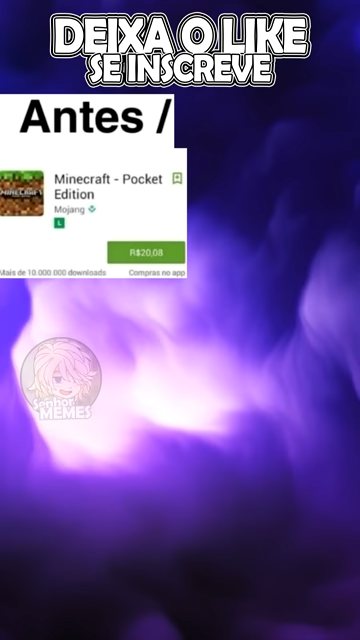 DEIXA O LIKE
SE INSCREVE
Antes /
Minecraft - Pocket
Edition
Mojang
L
R$20,08
Mais de 10.000.000 downloads
Compras no app
MINECRAFT
Senhor
MEMES